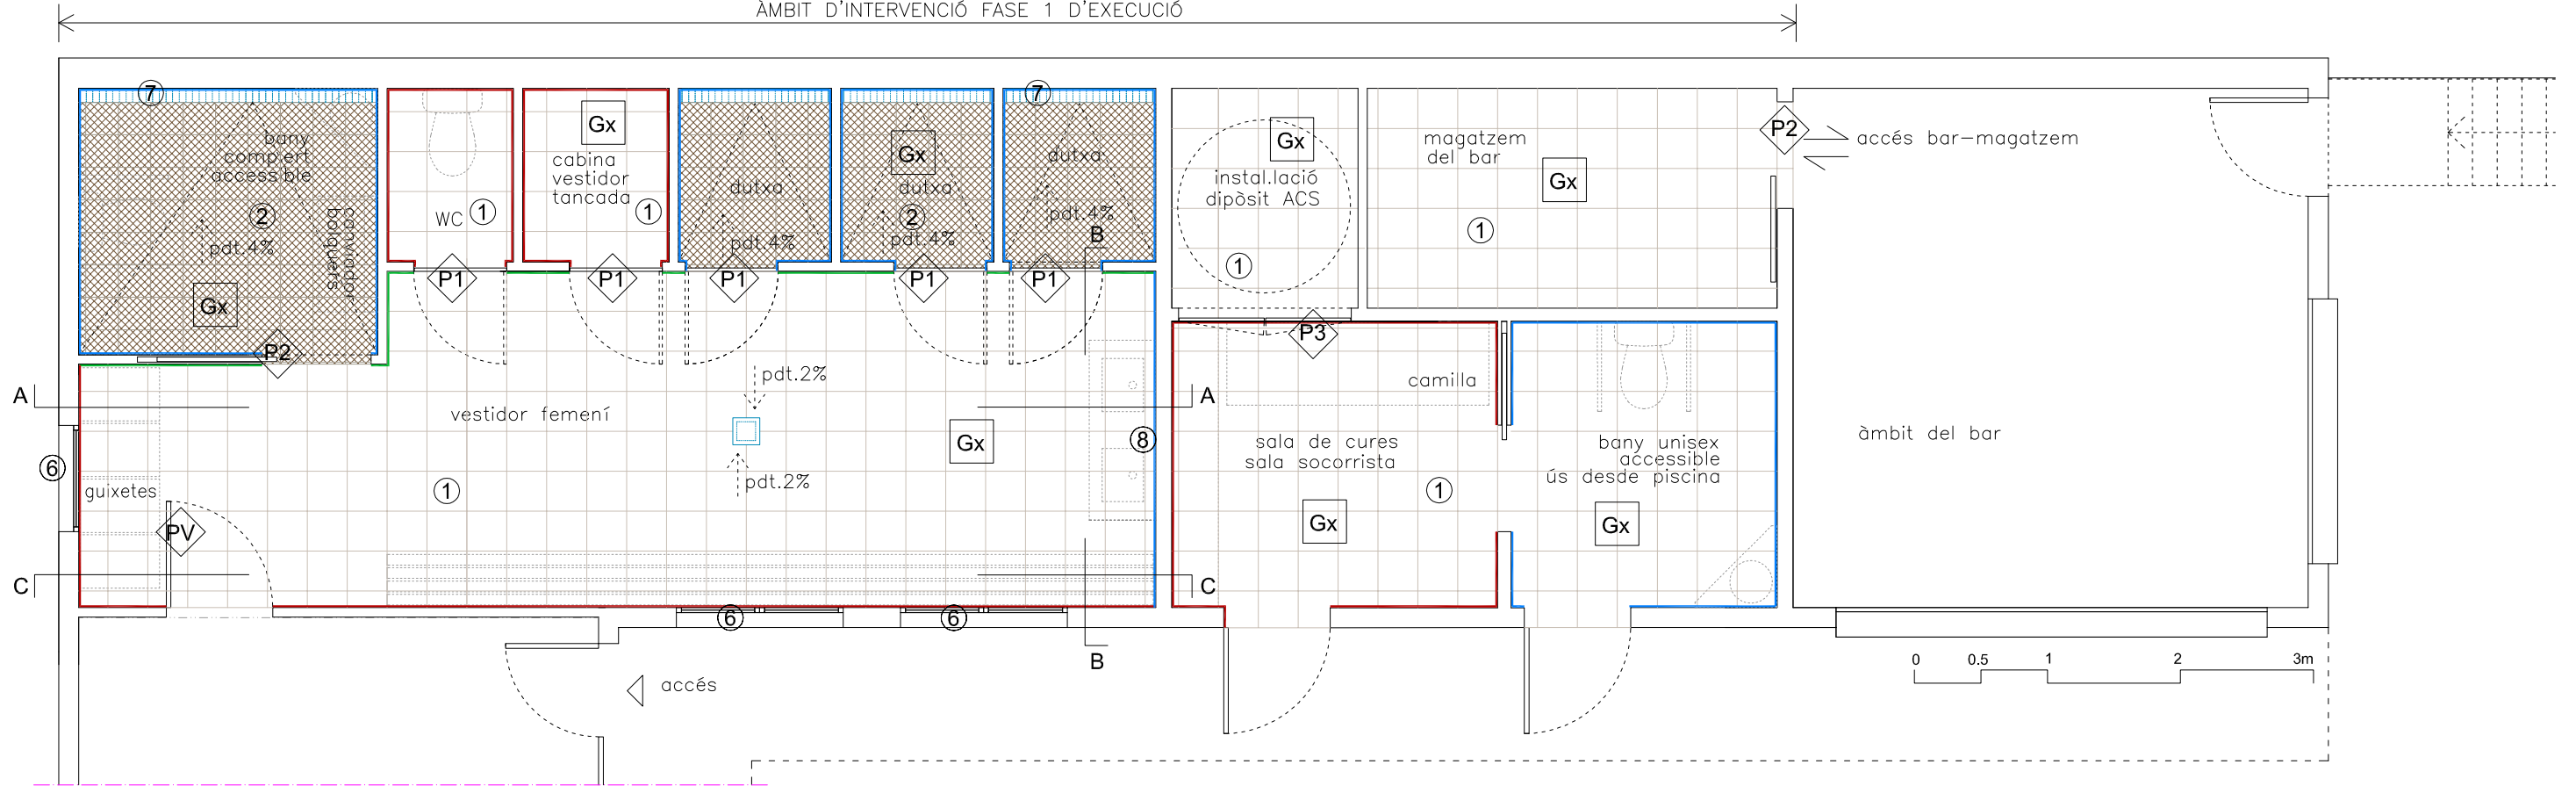 ÀMBIT D'INTERVENCIÓ FASE 1 D'EXECUCIÓ
7
bany
complert
accessible
2
canviador
bolquers
pdt.4%
Gx
P2
WC
1
P1
Gx
cabina
vestidor
tancada
1
P1
dutxa
pdt.4%
P1
Gx
dutxa
2
pdt.4%
P1
7
dutxa
pdt.4%
P1
B
Gx
instal.lació
dipòsit ACS
1
P3
magatzem
del bar
Gx
1
P2
accés bar-magatzem
A
vestidor femení
pdt.2%
pdt.2%
Gx
8
A
6
guixetes
1
PV
C
C
6
6
B
camilla
sala de cures
sala socorrista
1
Gx
bany unisex
accessible
ús desde piscina
Gx
àmbit del bar
accés
0 0.5 1 2 3m